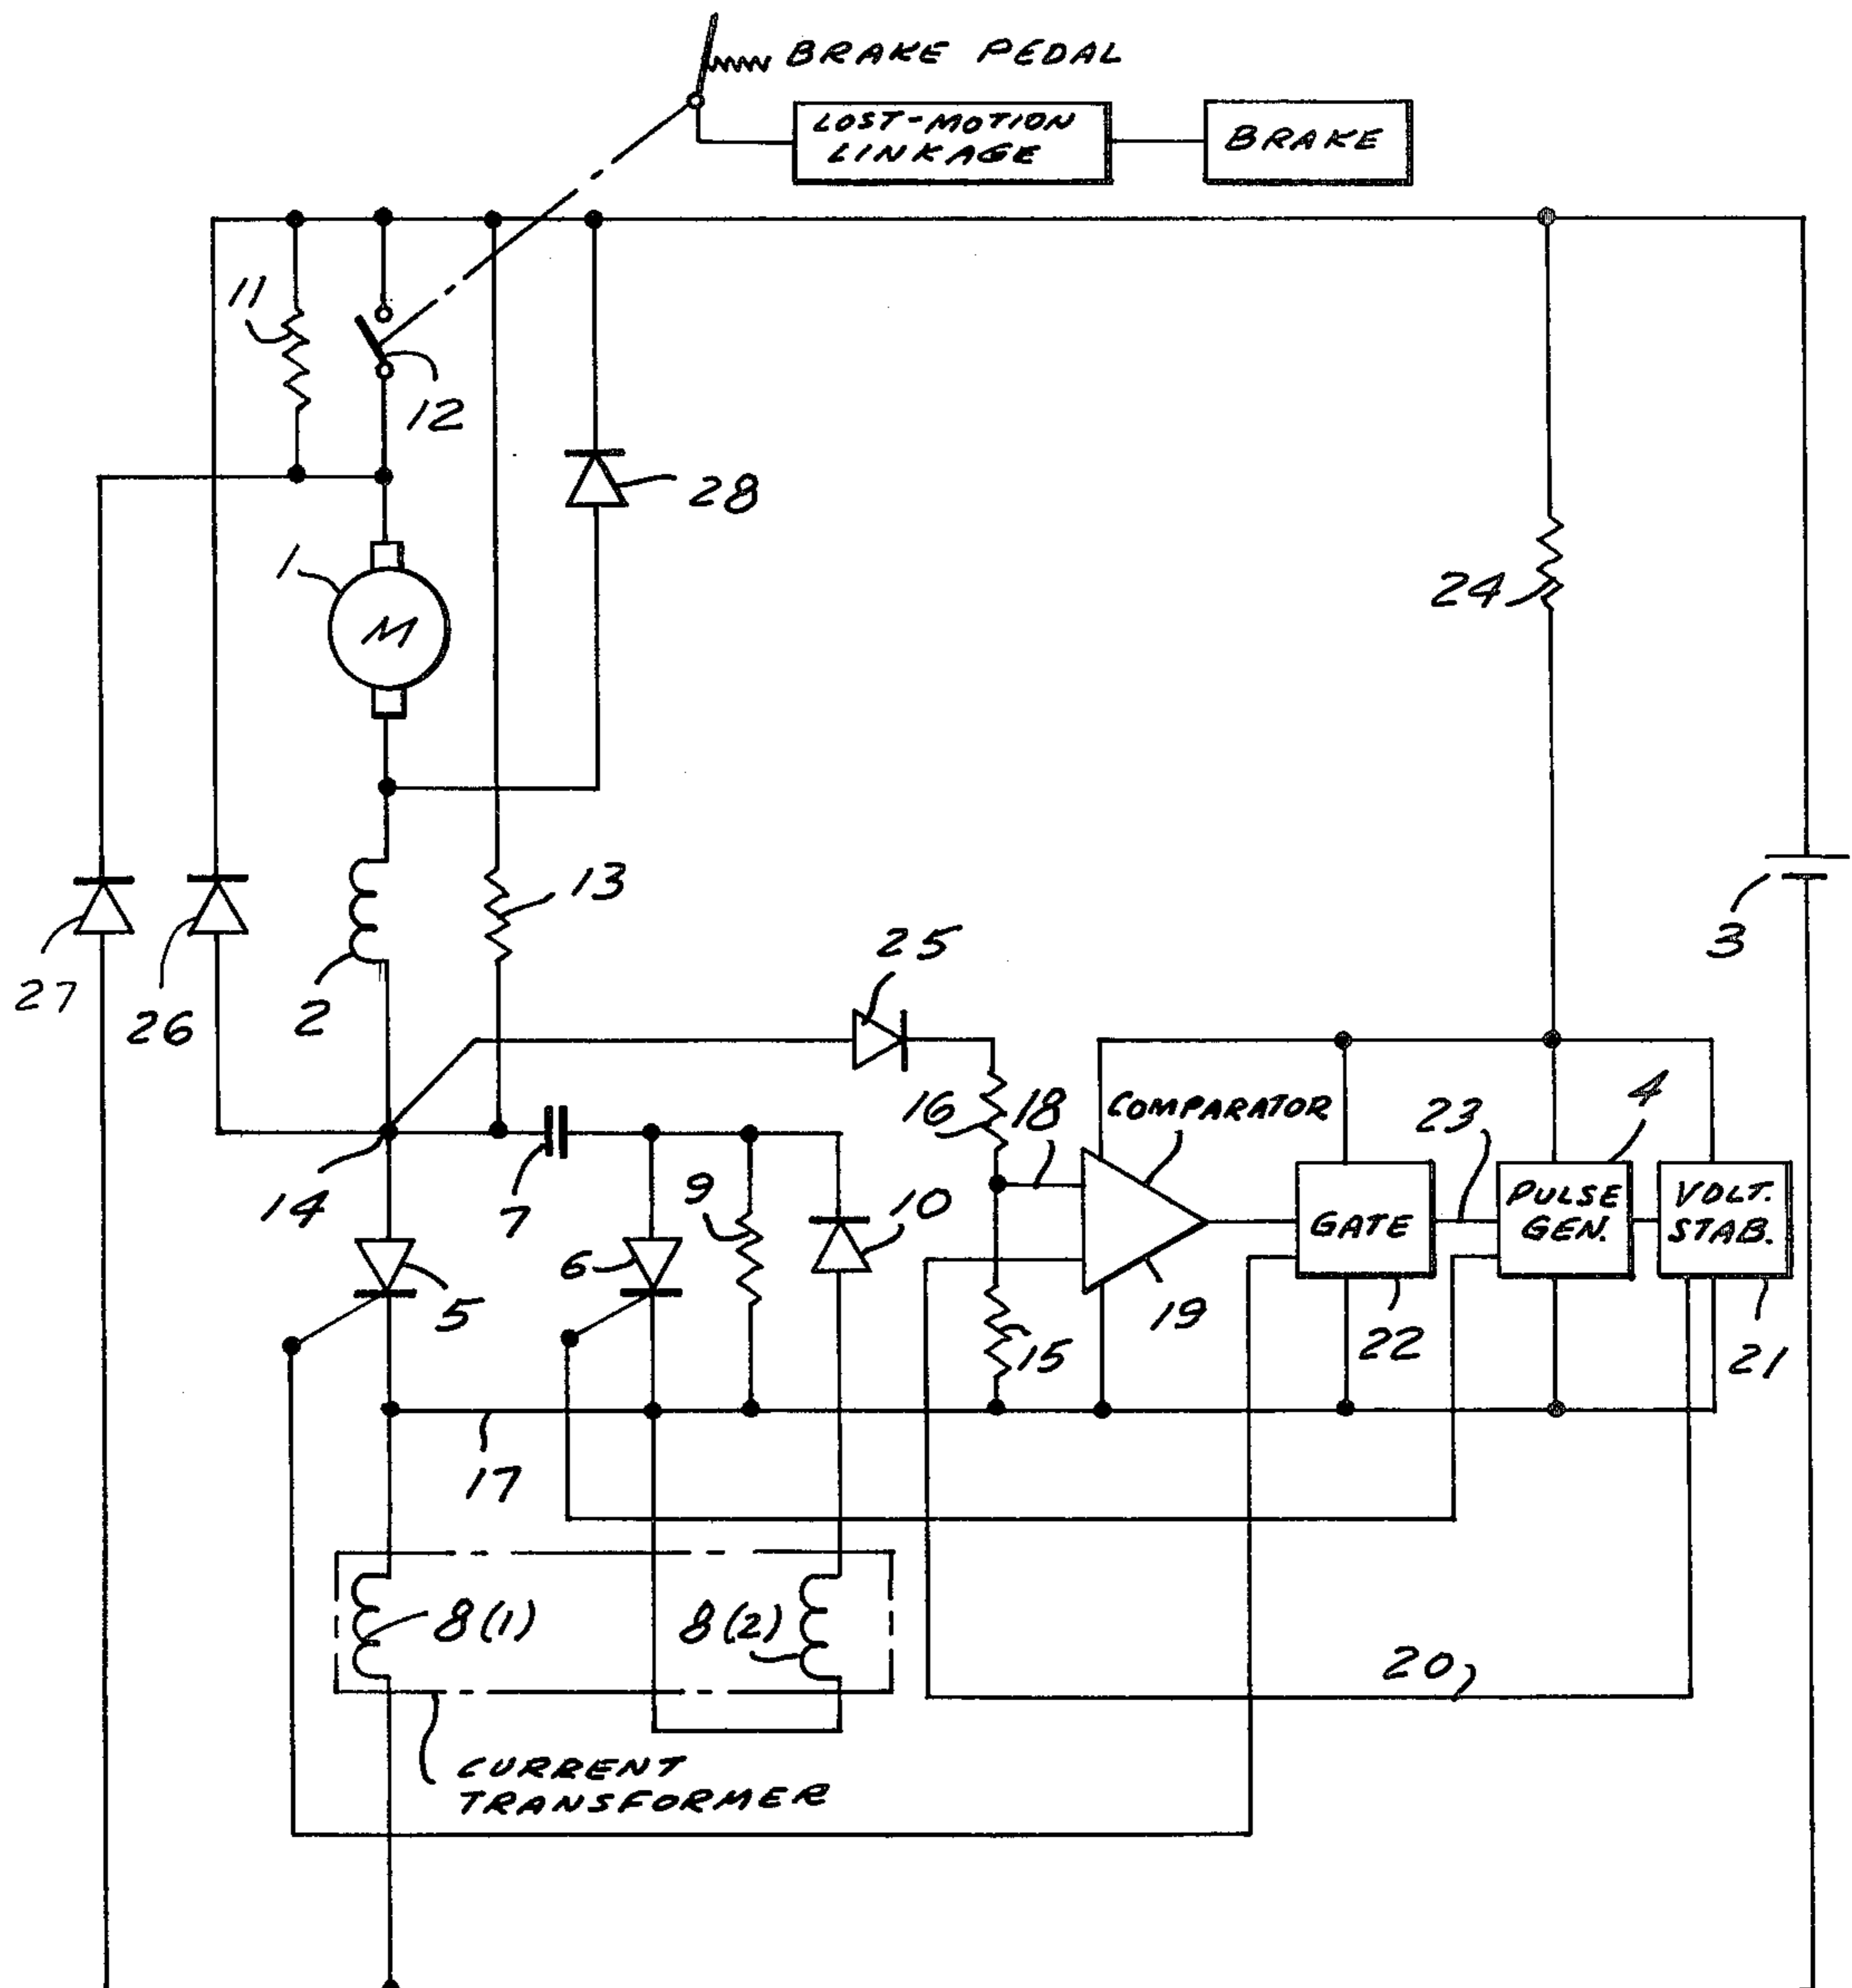 BRAKE PEDAL
LOST-MOTION
LINKAGE
BRAKE
11
12
28
1
M
24
3
13
2
27
26
25
16
18
COMPARATOR
23
4
14
7
9
10
GATE
PULSE
GEN.
VOLT.
STAB.
6
5
15
19
22
21
17
8(1)
8(2)
20
CURRENT
TRANSFORMER